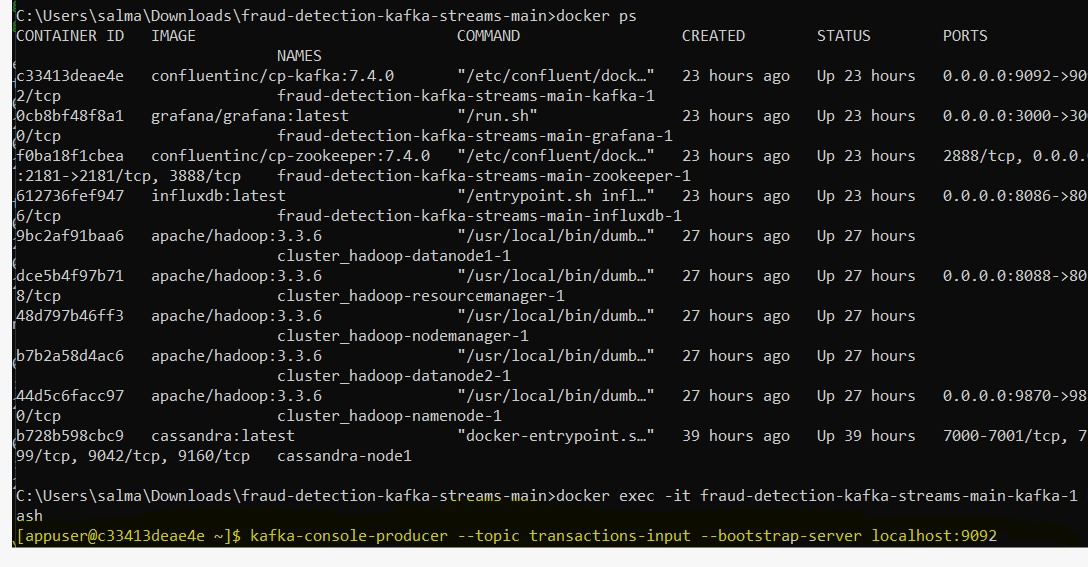 C:\Users\salma\Downloads\fraud-detection-kafka-streams-main>docker ps
CONTAINER ID   IMAGE                             COMMAND                  CREATED        STATUS        PORTS
                             NAMES
c33413deae4e   confluentinc/cp-kafka:7.4.0       "/etc/confluent/dock…"   23 hours ago   Up 23 hours   0.0.0.0:9092->909
2/tcp                        fraud-detection-kafka-streams-main-kafka-1
0cb8bf48f8a1   grafana/grafana:latest            "/run.sh"                23 hours ago   Up 23 hours   0.0.0.0:3000->300
0/tcp                        fraud-detection-kafka-streams-main-grafana-1
f0ba18f1cbea   confluentinc/cp-zookeeper:7.4.0   "/etc/confluent/dock…"   23 hours ago   Up 23 hours   2888/tcp, 0.0.0.0
:2181->2181/tcp, 3888/tcp    fraud-detection-kafka-streams-main-zookeeper-1
612736fef947   influxdb:latest                   "/entrypoint.sh infl…"   23 hours ago   Up 23 hours   0.0.0.0:8086->808
6/tcp                        fraud-detection-kafka-streams-main-influxdb-1
9bc2af91baa6   apache/hadoop:3.3.6               "/usr/local/bin/dumb…"   27 hours ago   Up 27 hours
                             cluster_hadoop-datanode1-1
dce5b4f97b71   apache/hadoop:3.3.6               "/usr/local/bin/dumb…"   27 hours ago   Up 27 hours   0.0.0.0:8088->808
8/tcp                        cluster_hadoop-resourcemanager-1
48d797b46ff3   apache/hadoop:3.3.6               "/usr/local/bin/dumb…"   27 hours ago   Up 27 hours
                             cluster_hadoop-nodemanager-1
b7b2a58d4ac6   apache/hadoop:3.3.6               "/usr/local/bin/dumb…"   27 hours ago   Up 27 hours
                             cluster_hadoop-datanode2-1
44d5c6facc97   apache/hadoop:3.3.6               "/usr/local/bin/dumb…"   27 hours ago   Up 27 hours   0.0.0.0:9870->987
0/tcp                        cluster_hadoop-namenode-1
b728b598cbc9   cassandra:latest                  "docker-entrypoint.s…"   39 hours ago   Up 39 hours   7000-7001/tcp, 7
99/tcp, 9042/tcp, 9160/tcp   cassandra-node1
C:\Users\salma\Downloads\fraud-detection-kafka-streams-main>docker exec -it fraud-detection-kafka-streams-main-kafka-1
ash
[appuser@c33413deae4e ~]$ kafka-console-producer --topic transactions-input --bootstrap-server localhost:9092